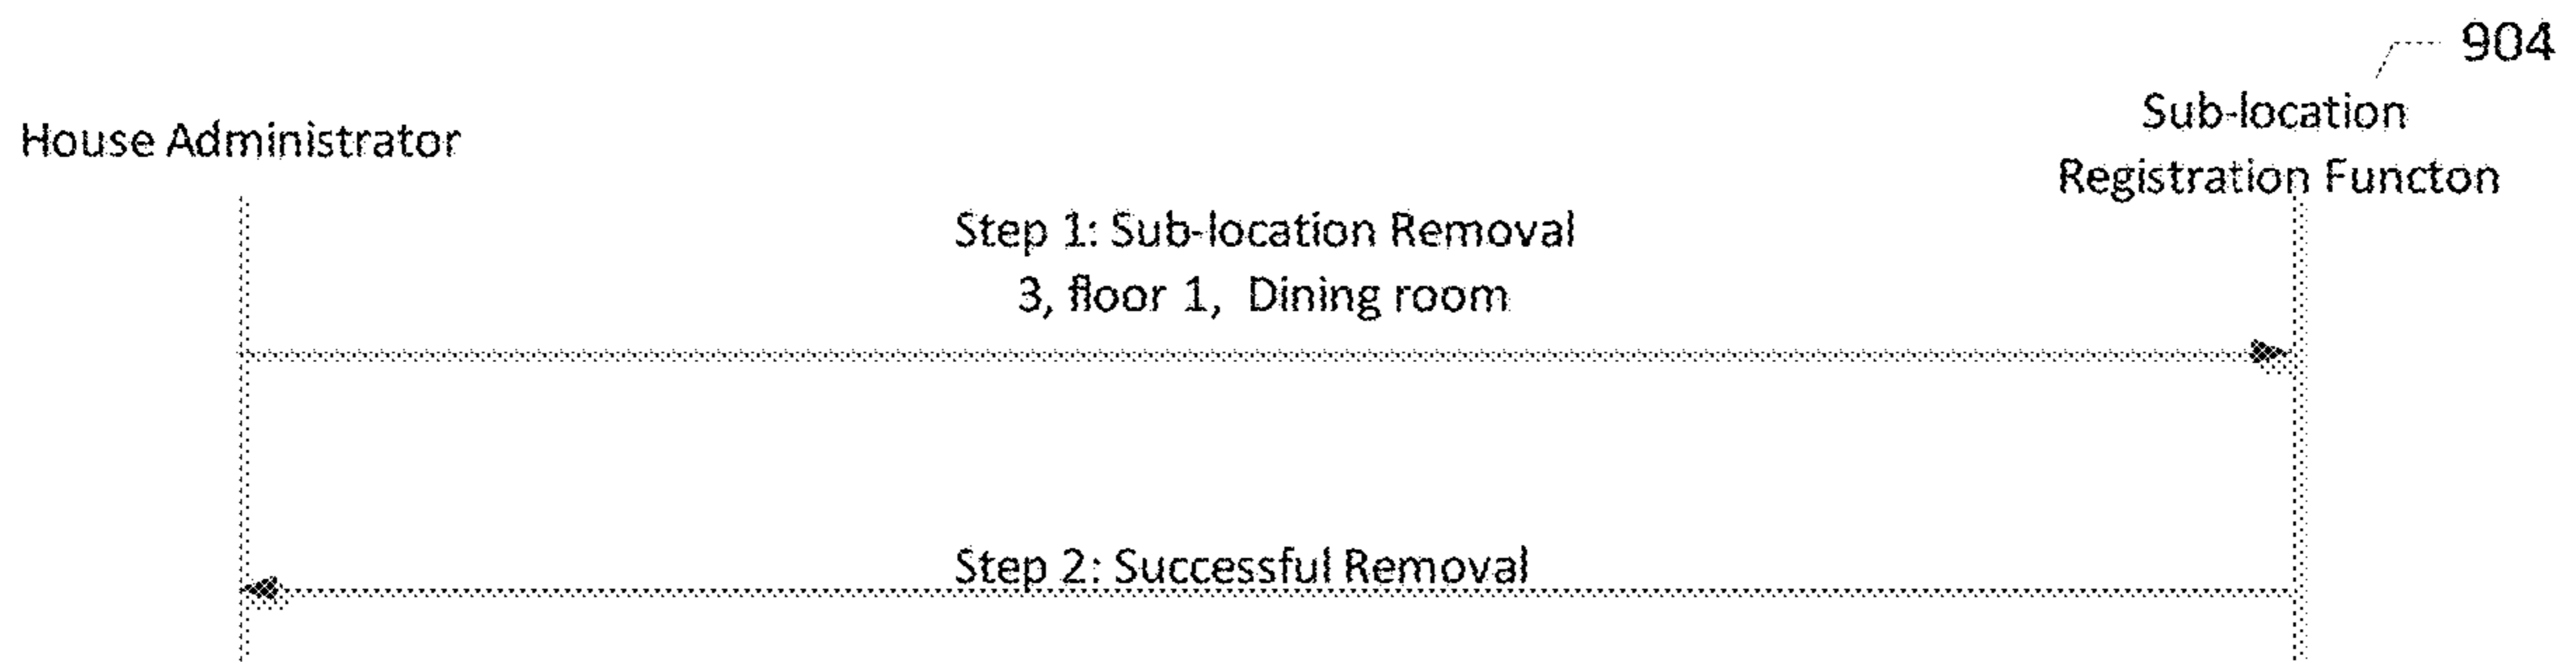 904
House Administrator
Sub-location
Registration Functon
Step 1: Sub-location Removal
3, floor 1, Dining room
Step 2: Successful Removal